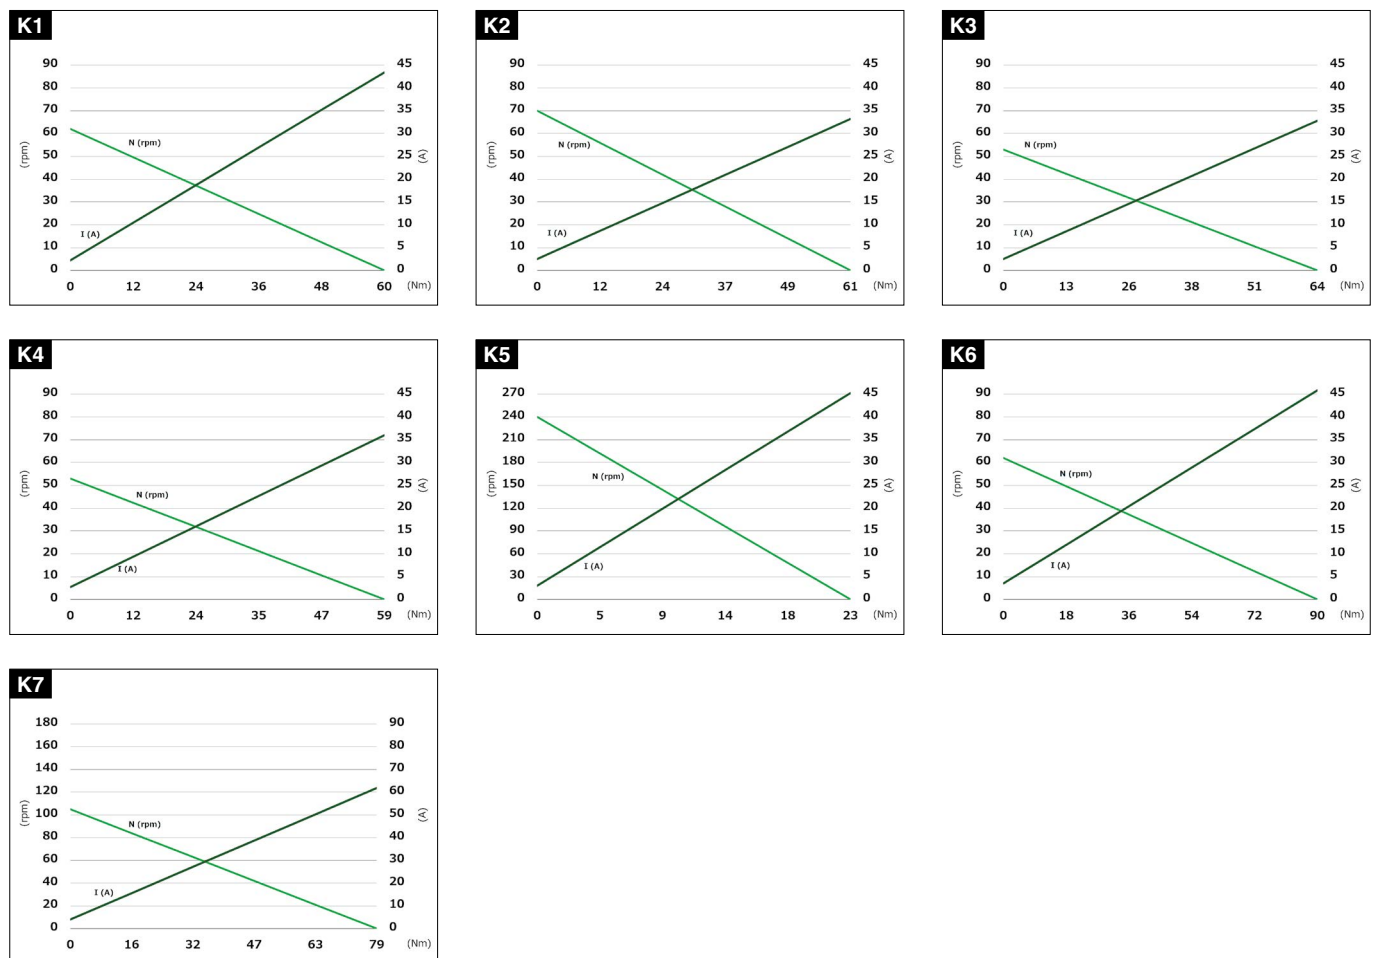 K1
90 45
80 40
70 35
60 N (rpm) 30
(rpm) 50 25 (A)
40 20
30 15
20 I (A) 10
10 5
0 0
0 12 24 36 48 60 (Nm)
K2
90 45
80 40
70 35
60 N (rpm) 30
(rpm) 50 25 (A)
40 20
30 15
20 I (A) 10
10 5
0 0
0 12 24 37 49 61 (Nm)
K3
90 45
80 40
70 35
60 N (rpm) 30
(rpm) 50 25 (A)
40 20
30 15
20 I (A) 10
10 5
0 0
0 13 26 38 51 64 (Nm)
K4
90 45
80 40
70 35
60 30
(rpm) 50 N (rpm) 25 (A)
40 20
30 15
20 10
10 I (A) 5
0 0
0 12 24 35 47 59 (Nm)
K5
270 45
240 40
210 35
180 N (rpm) 30
(rpm) 150 25 (A)
120 20
90 15
60 10
30 I (A) 5
0 0
0 5 9 14 18 23 (Nm)
K6
90 45
80 40
70 35
60 N (rpm) 30
(rpm) 50 25 (A)
40 20
30 15
20 10
10 I (A) 5
0 0
0 18 36 54 72 90 (Nm)
K7
180 90
160 80
140 70
120 60
(rpm) 100 N (rpm) 50 (A)
80 40
60 30
40 I (A) 20
20 10
0 0
0 16 32 47 63 79 (Nm)